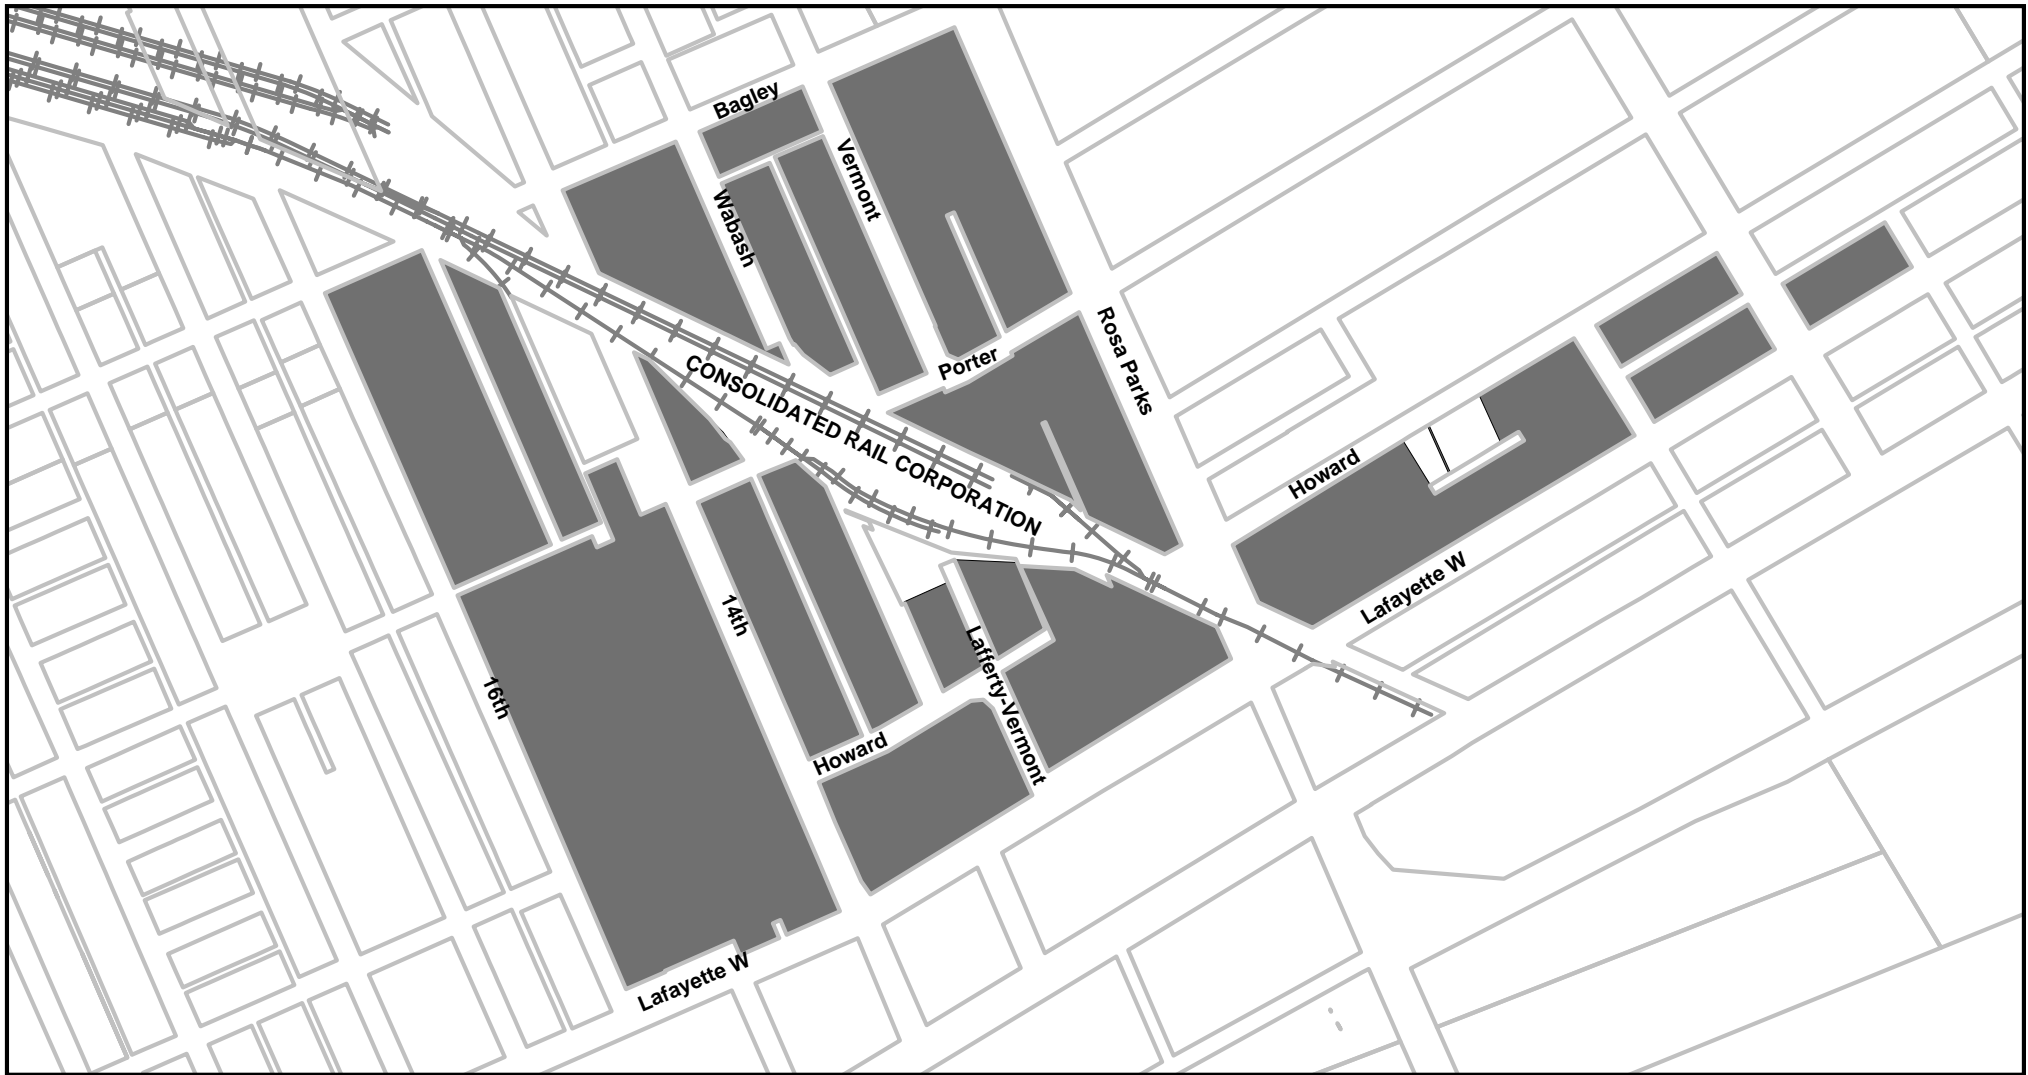 Bagley
Vermont
Wabash
Rosa Parks
Porter
CONSOLIDATED RAIL CORPORATION
Howard
Lafayette W
14th
Lafferty-Vermont
16th
Howard
Lafayette W